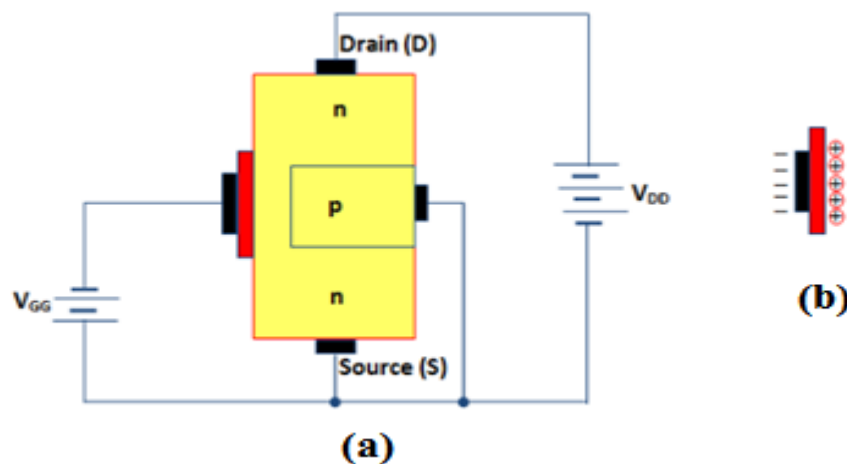 Drain (D)
n
p
V_DD
V_GG
n
Source (S)
(a)
− + 
− +
− +
− +
− +
(b)